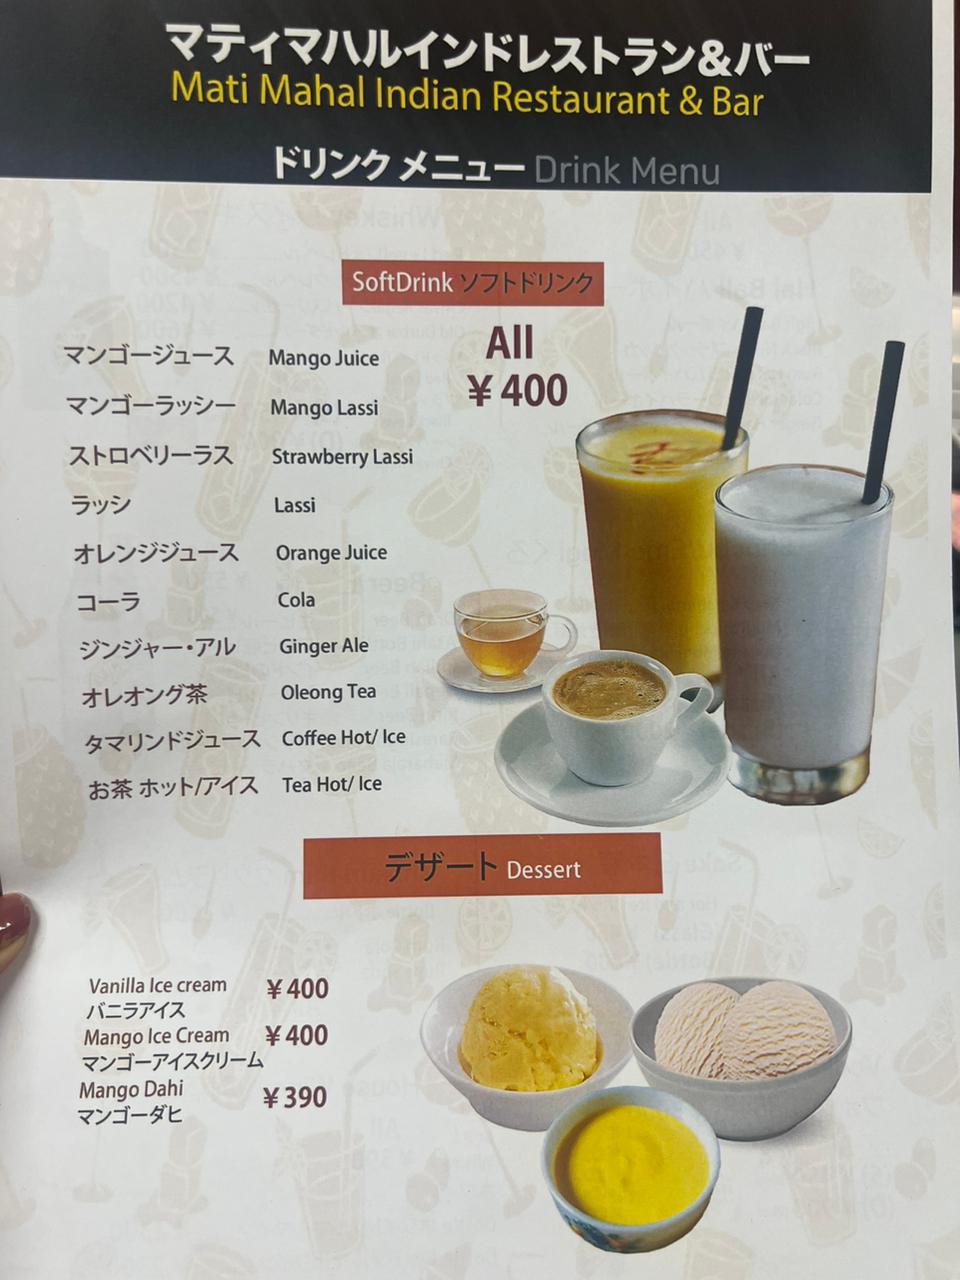 マティマハルインドレストラン&バー
Mati Mahal Indian Restaurant & Bar
ドリンク メニュー Drink Menu
SoftDrink ソフトドリンク
All
¥400
マンゴージュース Mango Juice
マンゴーラッシー Mango Lassi
ストロベリーラス Strawberry Lassi
ラッシ Lassi
オレンジジュース Orange Juice
コーラ Cola
ジンジャー・アル Ginger Ale
オレオング茶 Oleong Tea
タマリンドジュース Coffee Hot/ Ice
お茶 ホット/アイス Tea Hot/ Ice
デザート Dessert
Vanilla Ice cream ¥400
バニラアイス
Mango Ice Cream ¥400
マンゴーアイスクリーム
Mango Dahi ¥390
マンゴーダヒ